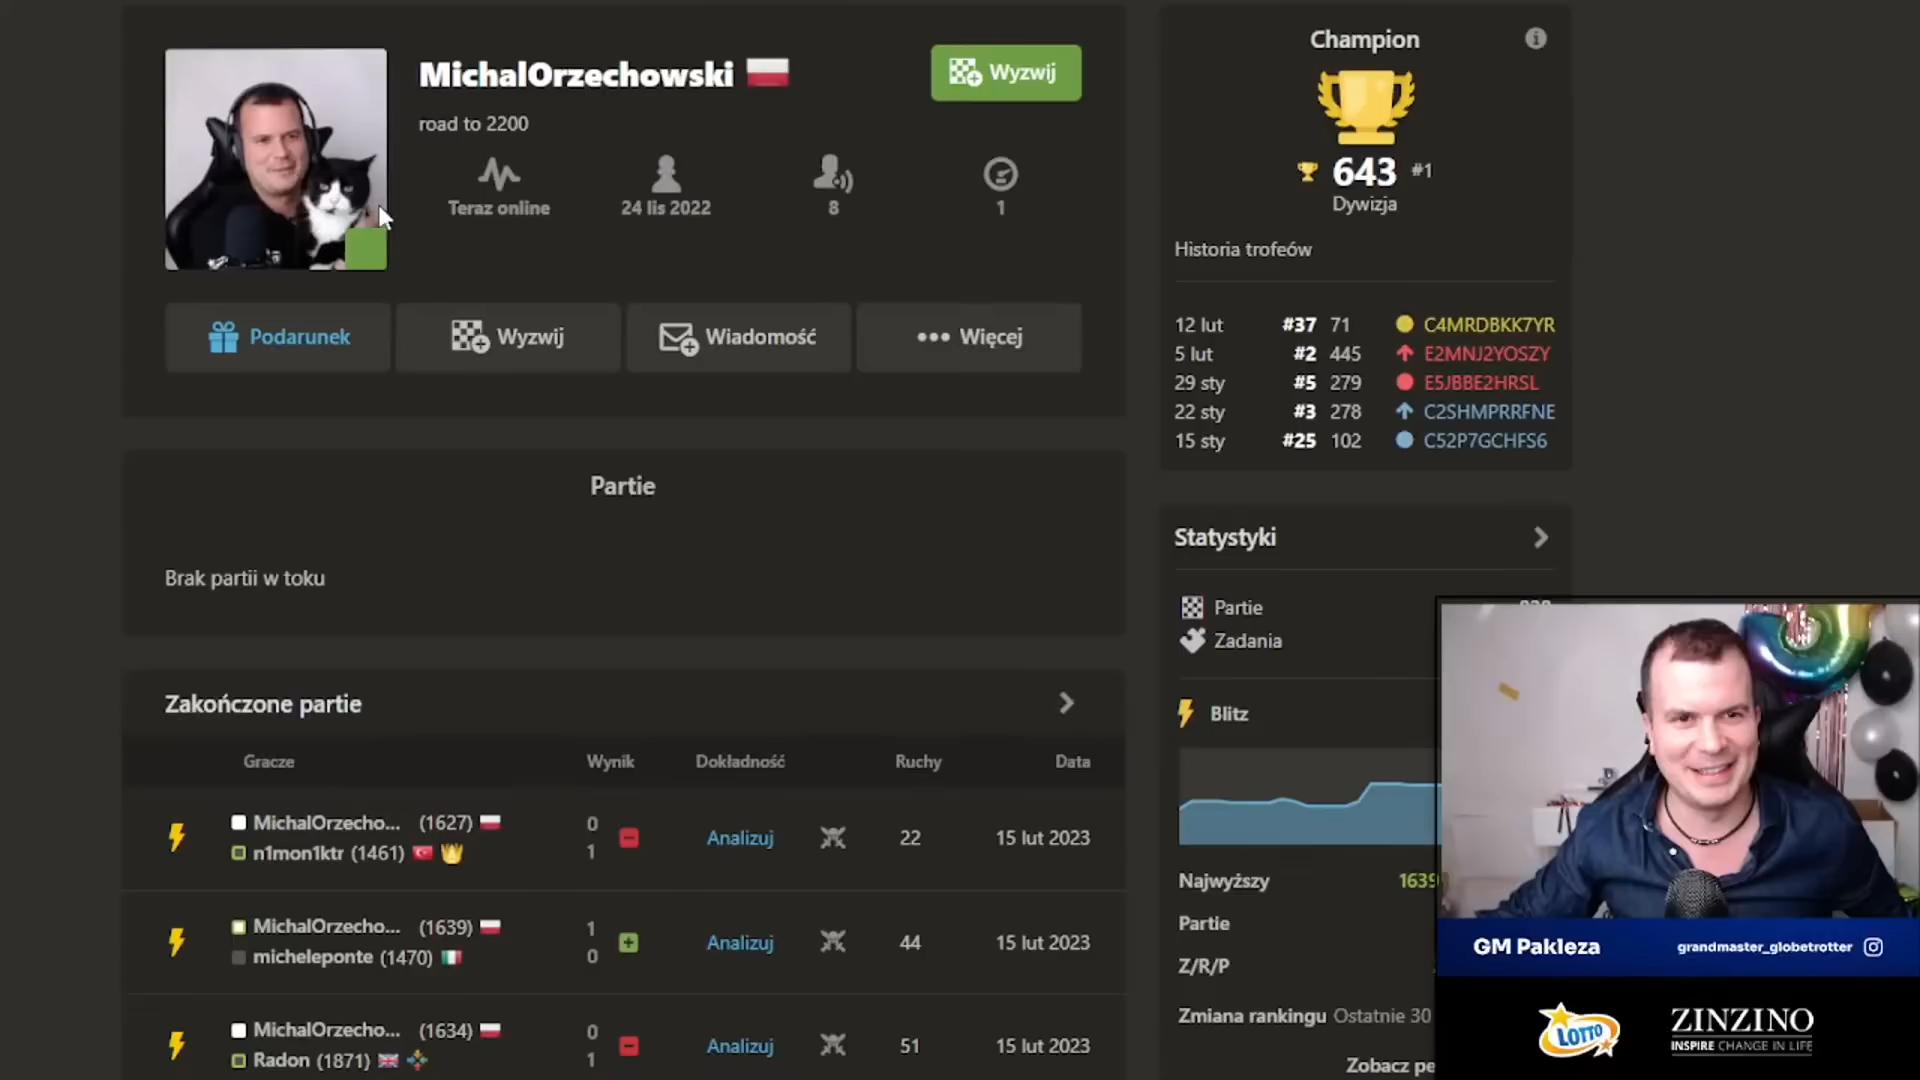 MichalOrzechowski
Wyzwij
road to 2200
Teraz online
24 lis 2022
8
1
Podarunek
Wyzwij
Wiadomość
Więcej
Partie
Brak partii w toku
Zakończone partie
Gracze Wynik Dokładność Ruchy Data
MichalOrzecho... (1627) 0
n1mon1ktr (1461) 1
Analizuj 22 15 lut 2023
MichalOrzecho... (1639) 1
micheleponte (1470) 0
Analizuj 44 15 lut 2023
MichalOrzecho... (1634) 0
Radon (1871) 1
Analizuj 51 15 lut 2023
Champion
643 #1
Dywizja
Historia trofeów
12 lut #37 71 C4MRDBKK7YR
5 lut #2 445 E2MNJ2YOSZY
29 sty #5 279 E5JBBE2HRSL
22 sty #3 278 C2SHMPRRFNE
15 sty #25 102 C52P7GCHFS6
Statystyki
Partie
Zadania
Blitz
Najwyższy 1639
Partie
Z/R/P
Zmiana rankingu Ostatnie 30
Zobacz pe
GM Pakleza grandmaster_globetrotter
LOTTO
ZINZINO
INSPIRE CHANGE IN LIFE